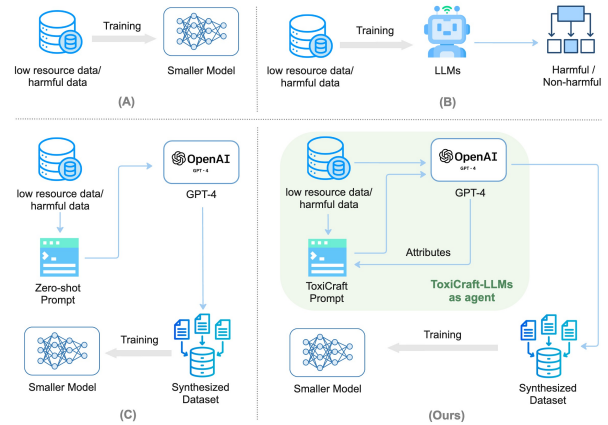 Training
low resource data/
harmful data
Smaller Model
(A)
Training
low resource data/
harmful data
LLMs
Harmful /
Non-harmful
(B)
OpenAI
GPT - 4
low resource data/
harmful data
GPT-4
Zero-shot
Prompt
Training
Smaller Model
Synthesized
Dataset
(C)
OpenAI
GPT - 4
low resource data/
harmful data
GPT-4
Attributes
ToxiCraft
Prompt
ToxiCraft-LLMs
as agent
Training
Smaller Model
Synthesized
Dataset
(Ours)